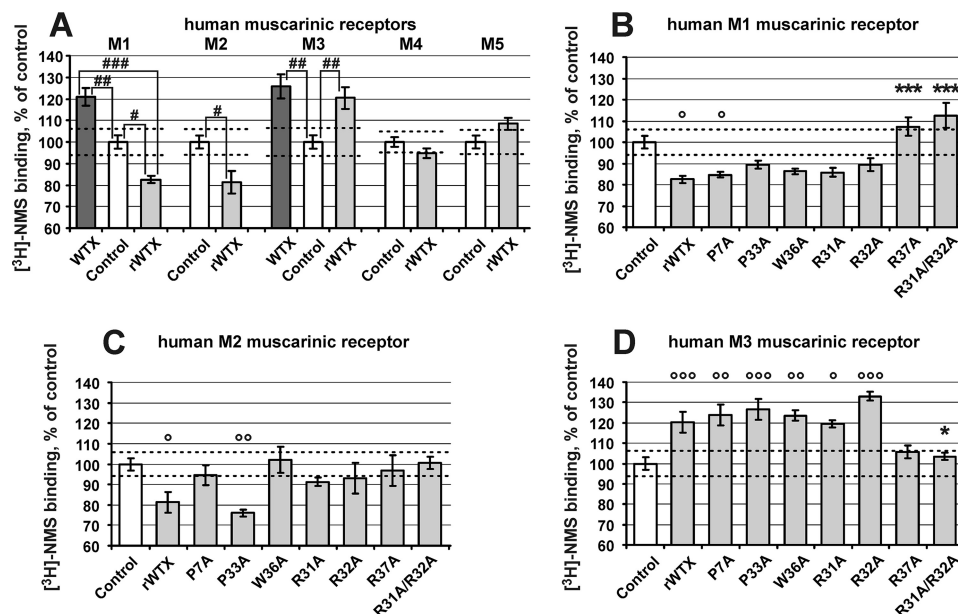 A
human muscarinic receptors
M1 M2 M3 M4 M5
[³H]-NMS binding, % of control
140
130
120
110
100
90
80
70
60
###
##
#
#
##
##
WTX
Control
rWTX
Control
rWTX
WTX
Control
rWTX
Control
rWTX
Control
rWTX
B
human M1 muscarinic receptor
[³H]-NMS binding, % of control
140
130
120
110
100
90
80
70
60
° ° *** ***
Control
rWTX
P7A
P33A
W36A
R31A
R32A
R37A
R31A/R32A
C
human M2 muscarinic receptor
[³H]-NMS binding, % of control
140
130
120
110
100
90
80
70
60
° °°
Control
rWTX
P7A
P33A
W36A
R31A
R32A
R37A
R31A/R32A
D
human M3 muscarinic receptor
[³H]-NMS binding, % of control
140
130
120
110
100
90
80
70
60
°°° °° °°° °° ° °°° *
Control
rWTX
P7A
P33A
W36A
R31A
R32A
R37A
R31A/R32A